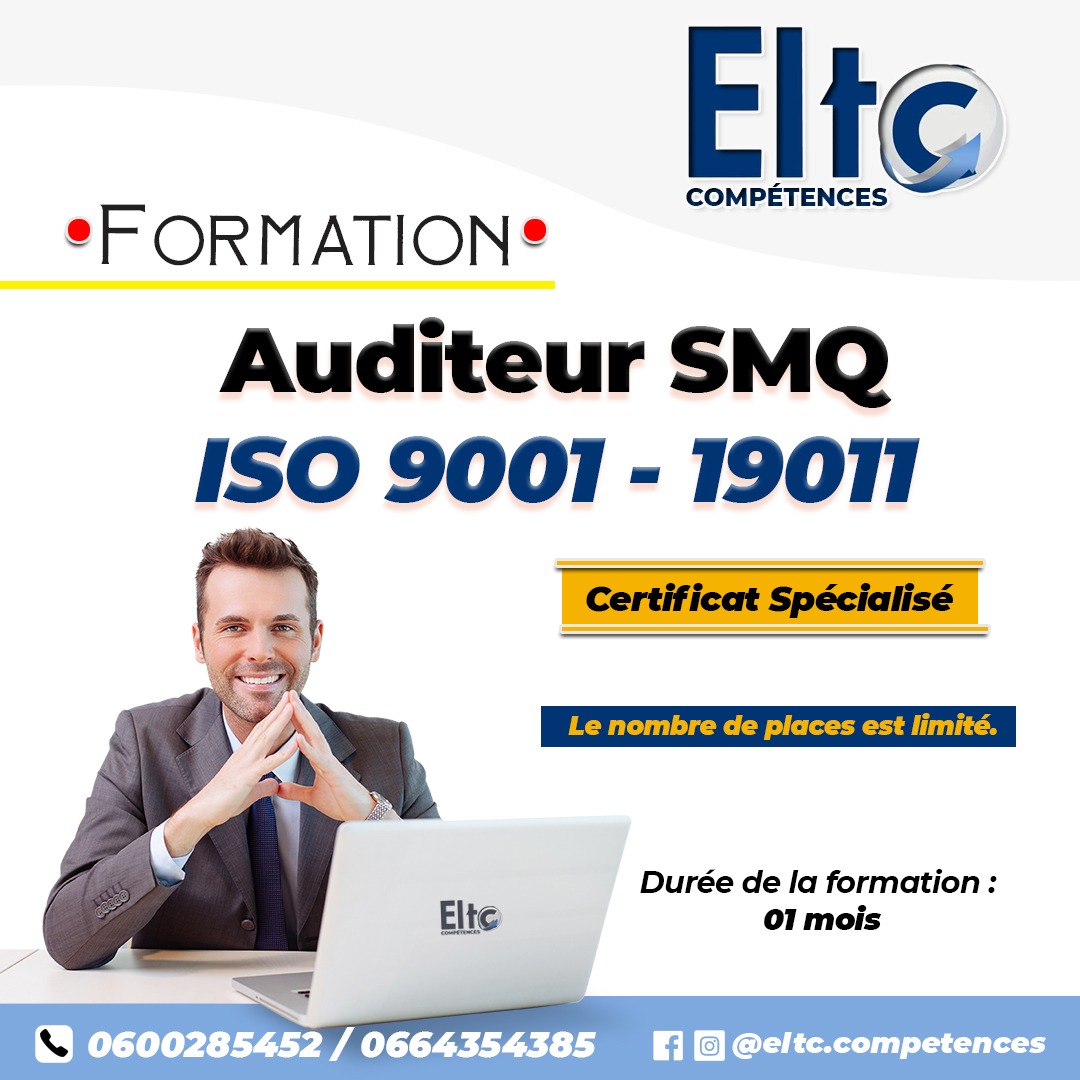 Eltc
COMPÉTENCES
•FORMATION•
Auditeur SMQ
ISO 9001 - 19011
Certificat Spécialisé
Le nombre de places est limité.
Durée de la formation :
01 mois
Eltc
COMPÉTENCES
0600285452 / 0664354385
@eltc.competences